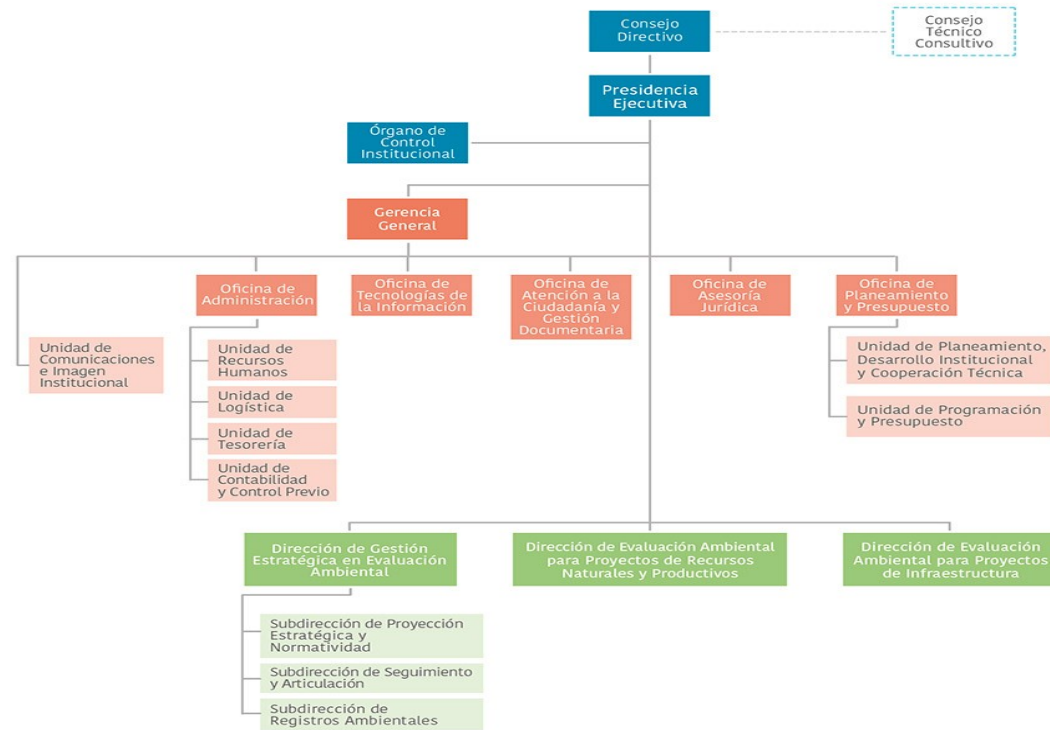 Consejo
Directivo
Consejo
Técnico
Consultivo
Presidencia
Ejecutiva
Órgano de
Control
Institucional
Gerencia
General
Oficina de
Administración
Oficina de
Tecnologías de
la Información
Oficina de
Atención a la
Ciudadanía y
Gestión
Documentaria
Oficina de
Asesoría
Jurídica
Oficina de
Planeamiento
y Presupuesto
Unidad de
Comunicaciones
e Imagen
Institucional
Unidad de
Recursos
Humanos
Unidad de
Logística
Unidad de
Tesorería
Unidad de
Contabilidad
y Control Previo
Unidad de Planeamiento,
Desarrollo Institucional
y Cooperación Técnica
Unidad de Programación
y Presupuesto
Dirección de Gestión
Estratégica en Evaluación
Ambiental
Dirección de Evaluación Ambiental
para Proyectos de Recursos
Naturales y Productivos
Dirección de Evaluación
Ambiental para Proyectos
de Infraestructura
Subdirección de Proyección
Estratégica y
Normatividad
Subdirección de Seguimiento
y Articulación
Subdirección de
Registros Ambientales